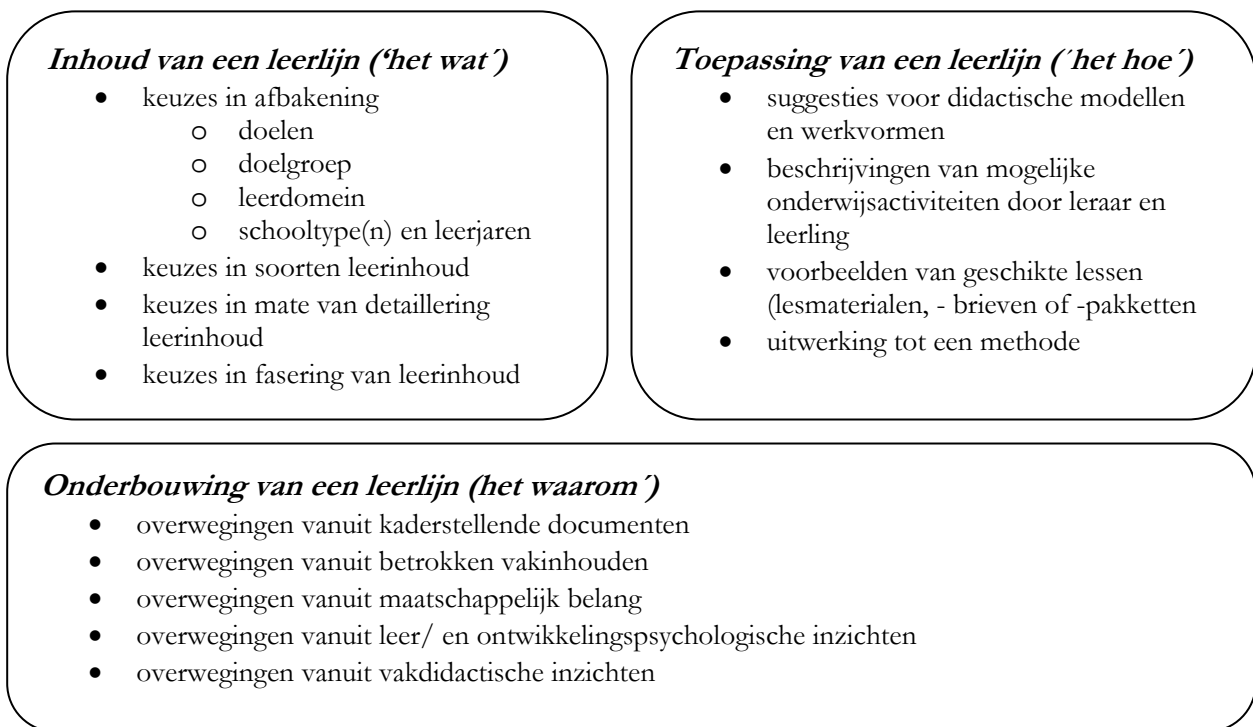 Inhoud van een leerlijn (‘het wat´)
• keuzes in afbakening
o doelen
o doelgroep
o leerdomein
o schooltype(n) en leerjaren
• keuzes in soorten leerinhoud
• keuzes in mate van detaillering
leerinhoud
• keuzes in fasering van leerinhoud
Toepassing van een leerlijn (´het hoe´)
• suggesties voor didactische modellen
en werkvormen
• beschrijvingen van mogelijke
onderwijsactiviteiten door leraar en
leerling
• voorbeelden van geschikte lessen
(lesmaterialen, - brieven of -pakketten
• uitwerking tot een methode
Onderbouwing van een leerlijn (het waarom´)
• overwegingen vanuit kaderstellende documenten
• overwegingen vanuit betrokken vakinhouden
• overwegingen vanuit maatschappelijk belang
• overwegingen vanuit leer/ en ontwikkelingspsychologische inzichten
• overwegingen vanuit vakdidactische inzichten